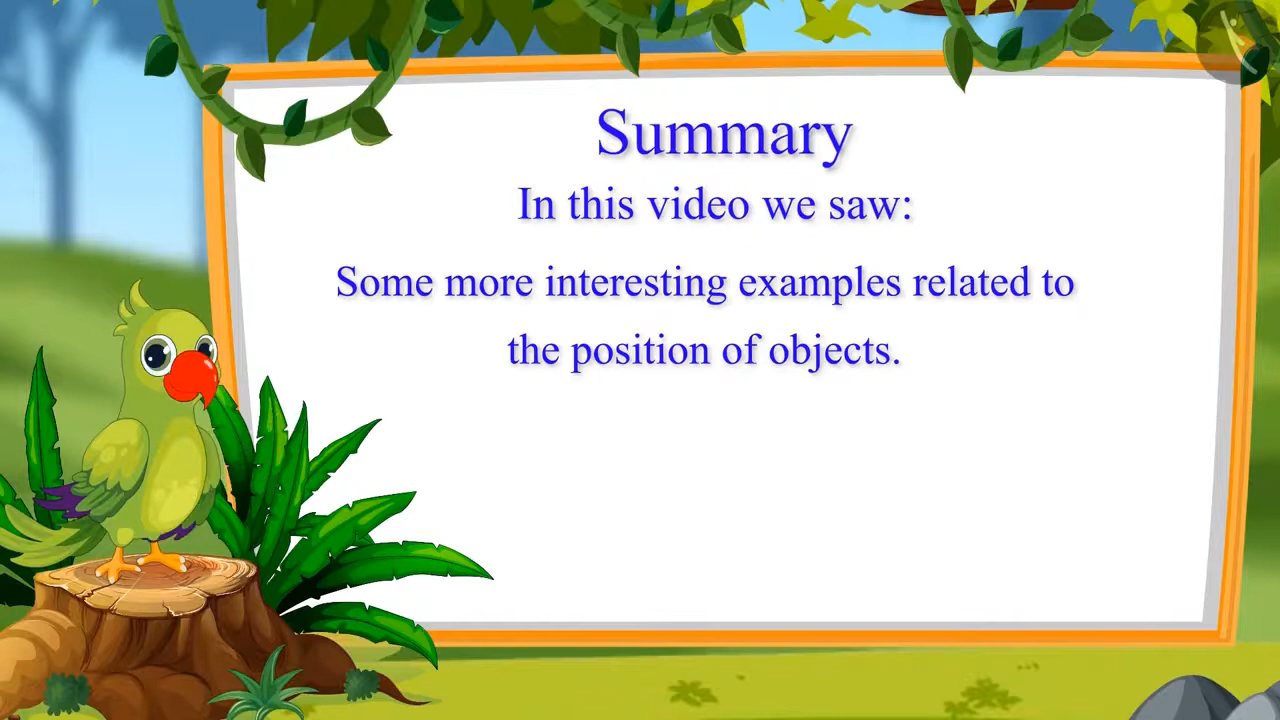 Summary
In this video we saw:
Some more interesting examples related to
the position of objects.